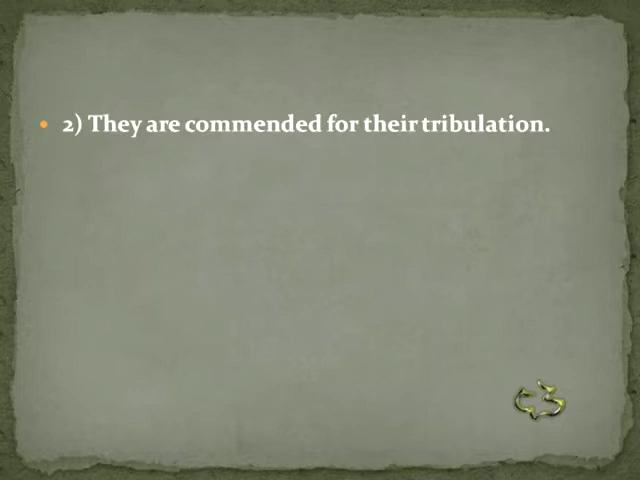 2) They are commended for their tribulation.